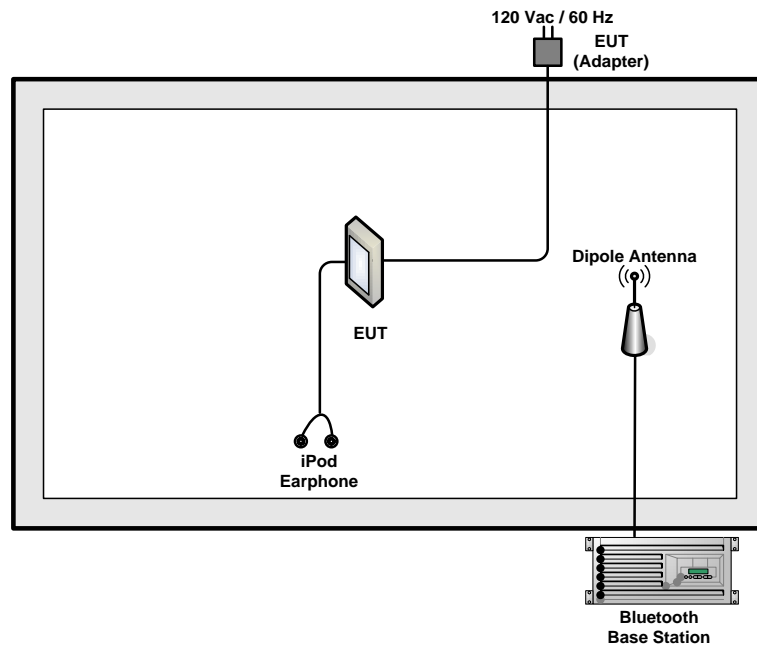 120 Vac / 60 Hz
EUT
(Adapter)
Dipole Antenna
EUT
iPod
Earphone
Bluetooth
Base Station